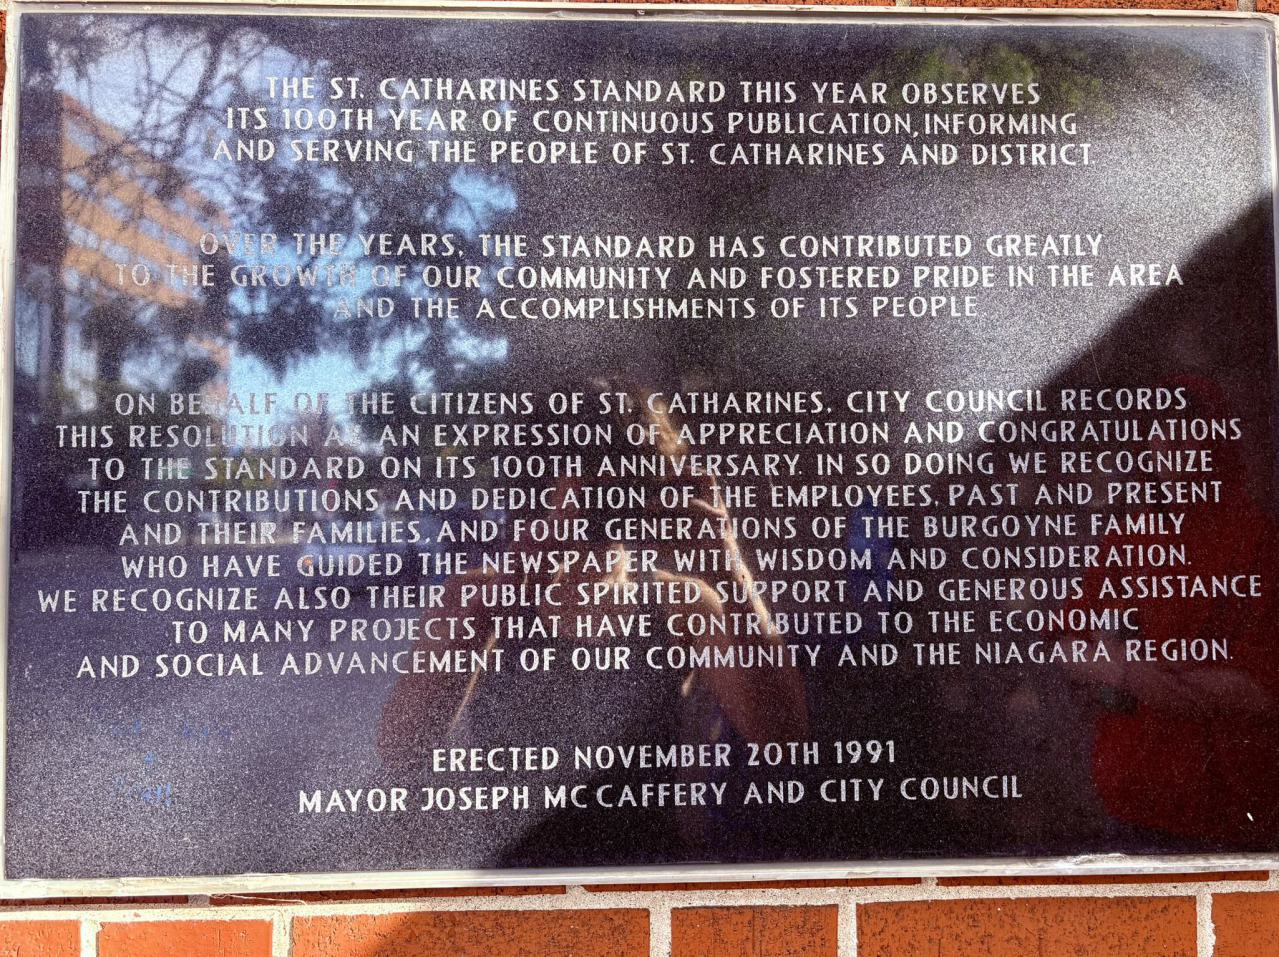 THE ST. CATHARINES STANDARD THIS YEAR OBSERVES
ITS 100TH YEAR OF CONTINUOUS PUBLICATION, INFORMING
AND SERVING THE PEOPLE OF ST. CATHARINES AND DISTRICT.
OVER THE YEARS, THE STANDARD HAS CONTRIBUTED GREATLY
TO THE GROWTH OF OUR COMMUNITY AND FOSTERED PRIDE IN THE AREA
AND THE ACCOMPLISHMENTS OF ITS PEOPLE
ON BEHALF OF THE CITIZENS OF ST. CATHARINES, CITY COUNCIL RECORDS
THIS RESOLUTION AS AN EXPRESSION OF APPRECIATION AND CONGRATULATIONS
TO THE STANDARD ON ITS 100TH ANNIVERSARY. IN SO DOING WE RECOGNIZE
THE CONTRIBUTIONS AND DEDICATION OF THE EMPLOYEES, PAST AND PRESENT
AND THEIR FAMILIES, AND FOUR GENERATIONS OF THE BURGOYNE FAMILY
WHO HAVE GUIDED THE NEWSPAPER WITH WISDOM AND CONSIDERATION.
WE RECOGNIZE ALSO THEIR PUBLIC SPIRITED SUPPORT AND GENEROUS ASSISTANCE
TO MANY PROJECTS THAT HAVE CONTRIBUTED TO THE ECONOMIC
AND SOCIAL ADVANCEMENT OF OUR COMMUNITY AND THE NIAGARA REGION.
ERECTED NOVEMBER 20TH 1991
MAYOR JOSEPH MCCAFFERY AND CITY COUNCIL